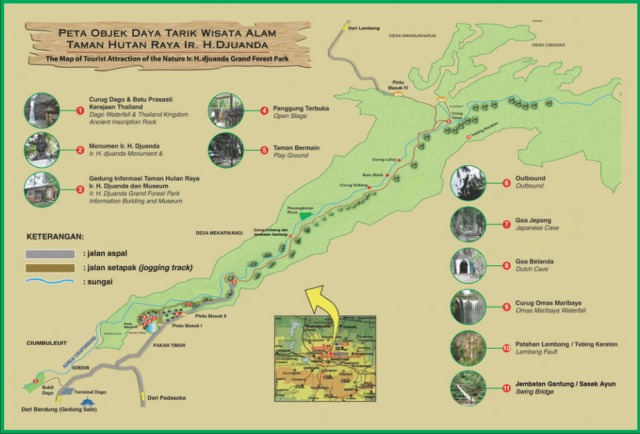 PETA OBJEK DAYA TARIK WISATA ALAM
TAMAN HUTAN RAYA IR. H.DJUANDA
The Map of Tourist Attraction of the Nature Ir. H. djuanda Grand Forest Park
Dari Lembang
DESA WANGUNHARJA
DESA CIBODAS
Pintu
Masuk IV
1
Curug Dago & Batu Prasasti
Kerajaan Thailand
Dago Waterfall & Thailand Kingdom
Ancient Inscription Rock
2
Monumen Ir. H. Djuanda
Ir. H. djuanda Monument &
3
Gedung Informasi Taman Hutan Raya
Ir. H. Djuanda dan Museum
Ir. H. djuanda Grand Forest Park
Information Building and Museum
4
Panggung Terbuka
Open Stage
5
Taman Bermain
Play Ground
Curug
Omas
Tebing Keraton
Curug Lalay
Batu Batik
Curug Kidang
Penangkaran
Rusa
Curug Koleang dan
Jembatan Gantung
DESA MEKARWANGI
6
Outbound
Outbound
7
Goa Jepang
Japanese Cave
8
Goa Belanda
Dutch Cave
9
Curug Omas Maribaya
Omas Maribaya Waterfall
10
Patahan Lembang / Tebing Keraton
Lembang Fault
11
Jembatan Gantung / Sasak Ayun
Swing Bridge
KETERANGAN:
: jalan aspal
: jalan setapak (jogging track)
: sungai
Pintu Masuk II
Pintu Masuk I
CIUMBULEUIT
SUNGAI CIKAPUNDUNG
PAKAR TIMUR
KORDON
Bukit
Dago
Terminal Dago
Dari Bandung (Gedung Sate)
Dari Padasuka